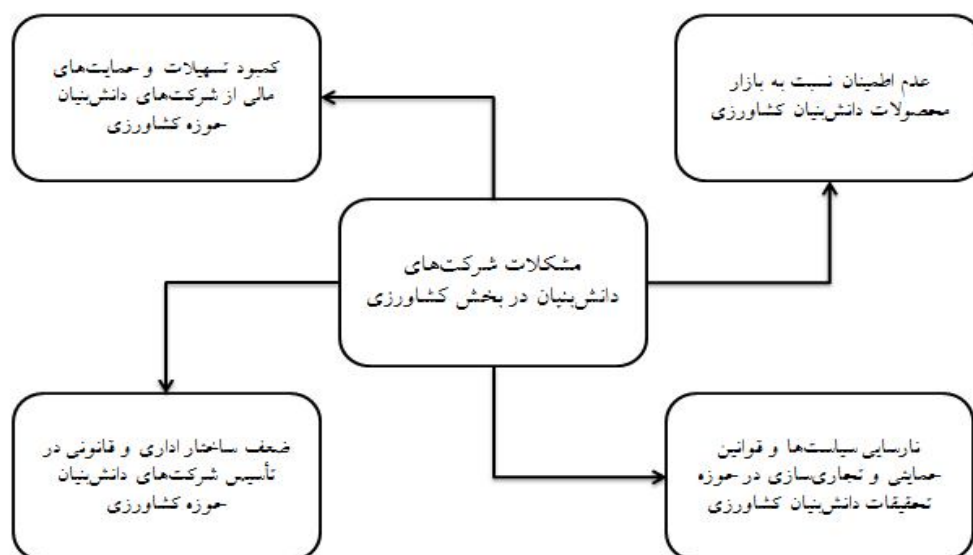 عدم اطمینان نسبت به بازار
محصولات دانش‌بنیان کشاورزی
کمبود تسهیلات و حمایت‌های
مالی از شرکت‌های دانش‌بنیان
حوزه کشاورزی
مشکلات شرکت‌های
دانش‌بنیان در بخش کشاورزی
نارسایی سیاست‌ها و قوانین
حمایتی و تجاری‌سازی در حوزه
تحقیقات دانش‌بنیان کشاورزی
ضعف ساختار اداری و قانونی در
تأسیس شرکت‌های دانش‌بنیان
حوزه کشاورزی